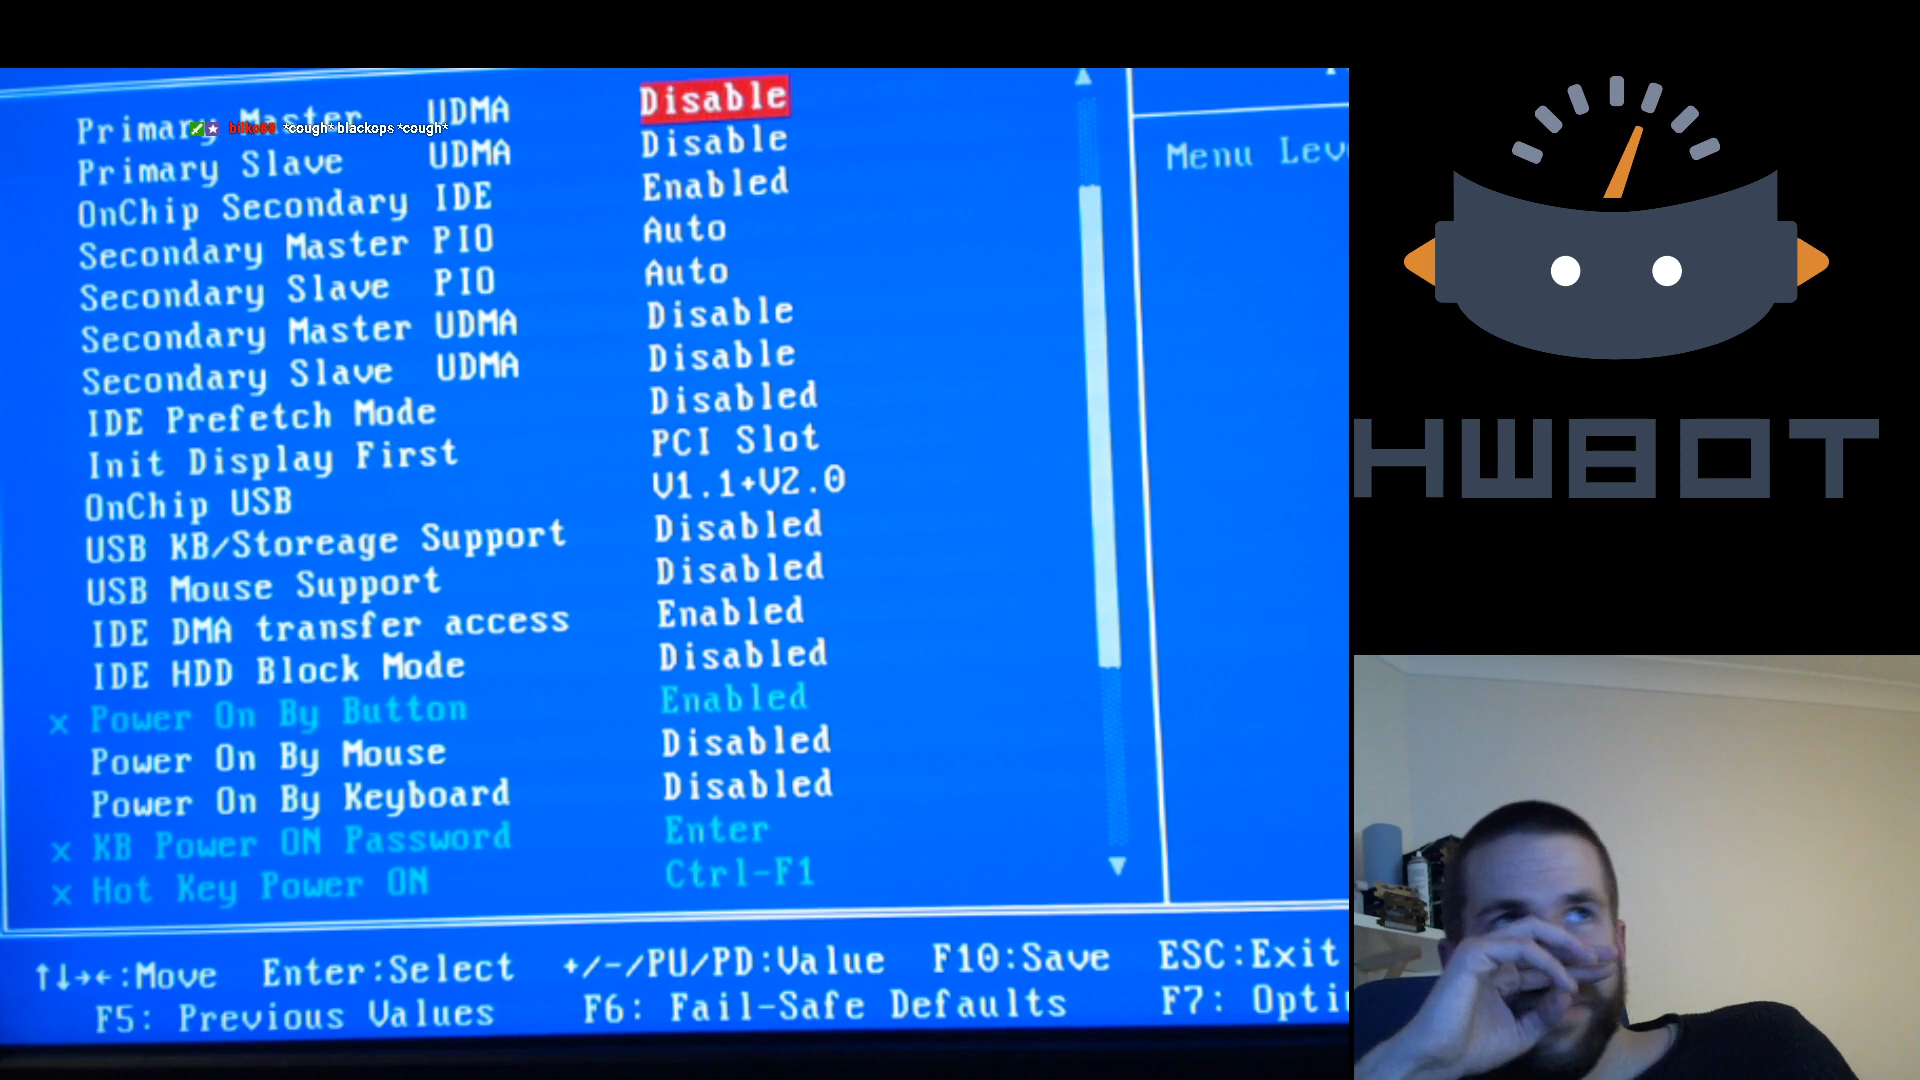 Primary Master UDMA Disable
bilko88 *cough* blackops *cough*
Primary Slave UDMA Disable
OnChip Secondary IDE Enabled
Secondary Master PIO Auto
Secondary Slave PIO Auto
Secondary Master UDMA Disable
Secondary Slave UDMA Disable
IDE Prefetch Mode Disabled
Init Display First PCI Slot
OnChip USB V1.1+V2.0
USB KB/Storeage Support Disabled
USB Mouse Support Disabled
IDE DMA transfer access Enabled
IDE HDD Block Mode Disabled
x Power On By Button Enabled
Power On By Mouse Disabled
Power On By Keyboard Disabled
x KB Power ON Password Enter
x Hot Key Power ON Ctrl-F1
Menu Lev
↑↓→←:Move Enter:Select +/-/PU/PD:Value F10:Save ESC:Exit
F5: Previous Values F6: Fail-Safe Defaults F7: Opti
HWBOT